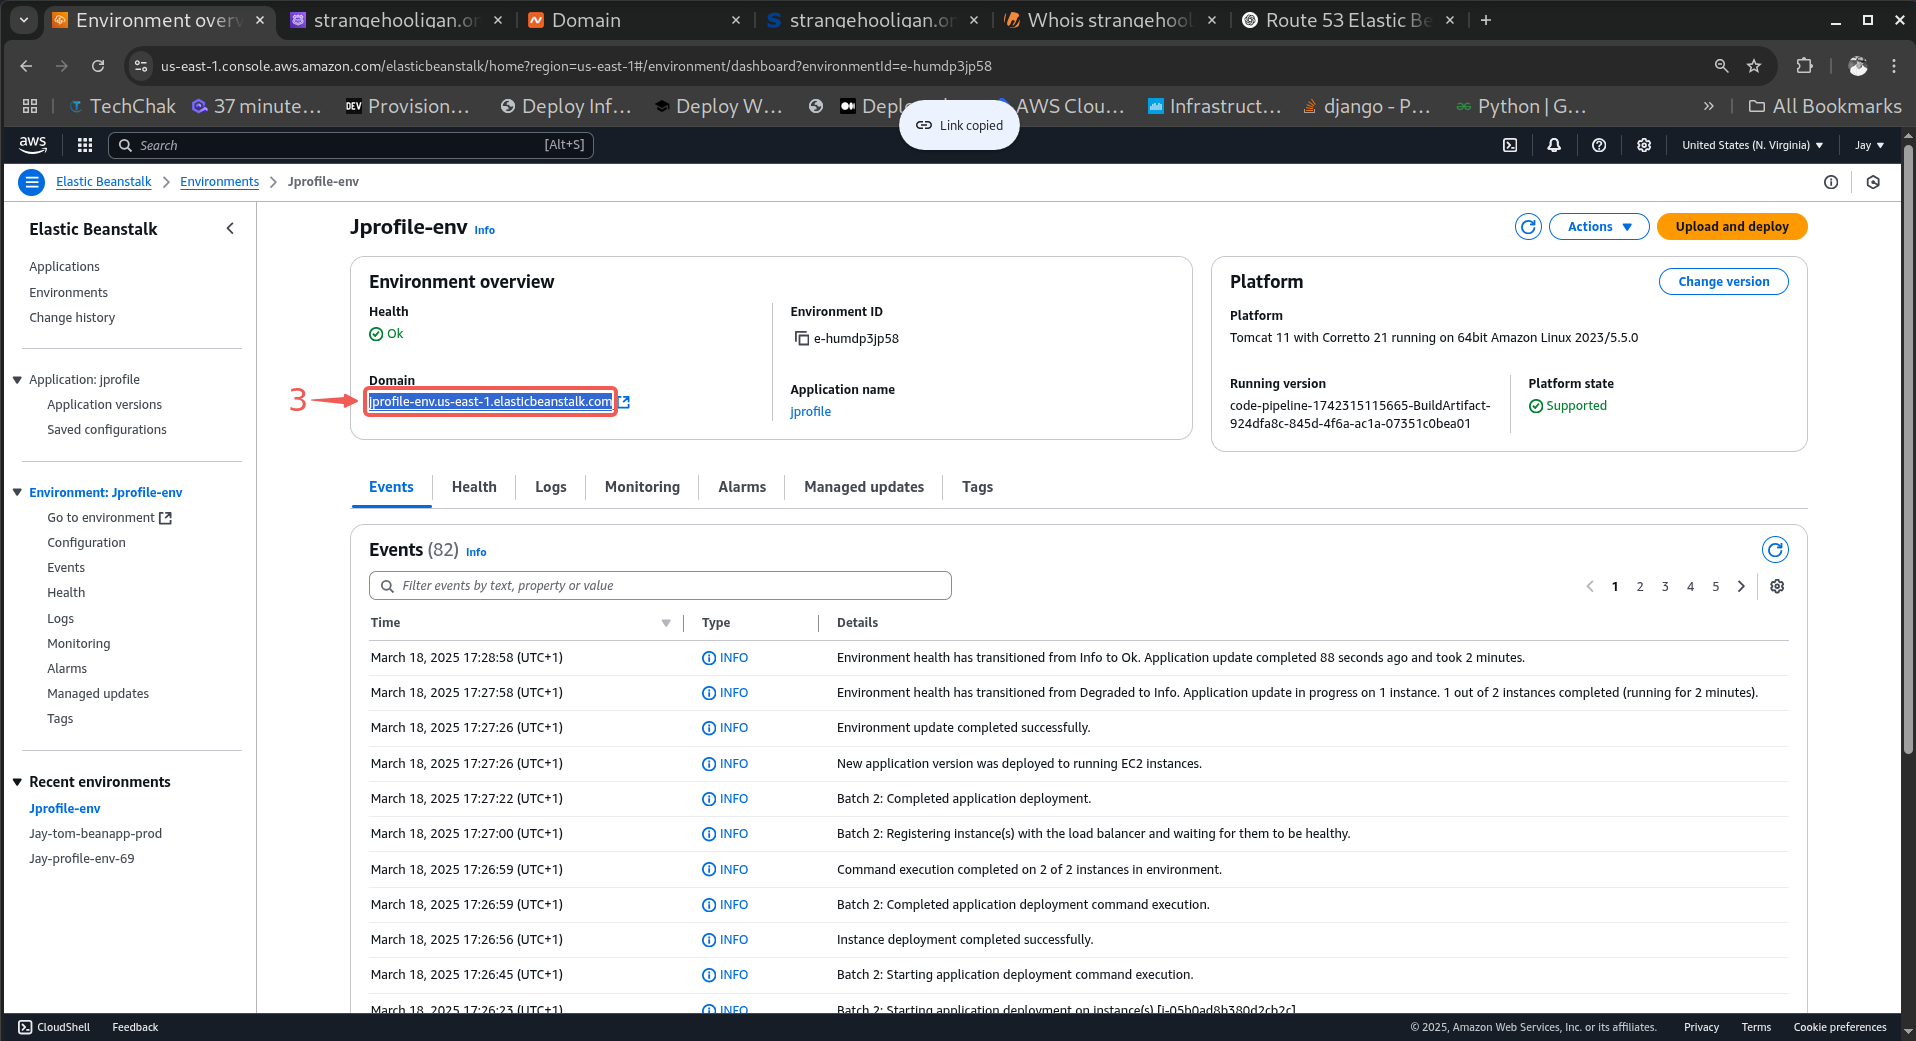 Environment overv
strangehooligan.or
Domain
strangehooligan.or
Whois strangehool
Route 53 Elastic Be
us-east-1.console.aws.amazon.com/elasticbeanstalk/home?region=us-east-1#/environment/dashboard?environmentId=e-humdp3jp58
TechChak
37 minute...
DEV Provision...
Deploy Inf...
Deploy W...
AWS Clou...
Infrastruct...
django - P...
Python | G...
»
All Bookmarks
Link copied
aws
Search [Alt+S]
United States (N. Virginia)
Jay
Elastic Beanstalk
Environments
Jprofile-env
Elastic Beanstalk
Applications
Environments
Change history
Application: jprofile
Application versions
Saved configurations
Environment: Jprofile-env
Go to environment
Configuration
Events
Health
Logs
Monitoring
Alarms
Managed updates
Tags
Recent environments
Jprofile-env
Jay-tom-beanapp-prod
Jay-profile-env-69
Jprofile-env Info
Actions
Upload and deploy
Environment overview
Health
Ok
Domain
3
jprofile-env.us-east-1.elasticbeanstalk.com
Environment ID
e-humdp3jp58
Application name
jprofile
Platform
Change version
Platform
Tomcat 11 with Corretto 21 running on 64bit Amazon Linux 2023/5.5.0
Running version
code-pipeline-1742315115665-BuildArtifact-
924dfa8c-845d-4f6a-ac1a-07351c0bea01
Platform state
Supported
Events
Health
Logs
Monitoring
Alarms
Managed updates
Tags
Events (82) Info
Filter events by text, property or value
1 2 3 4 5
Time Type Details
March 18, 2025 17:28:58 (UTC+1) INFO Environment health has transitioned from Info to Ok. Application update completed 88 seconds ago and took 2 minutes.
March 18, 2025 17:27:58 (UTC+1) INFO Environment health has transitioned from Degraded to Info. Application update in progress on 1 instance. 1 out of 2 instances completed (running for 2 minutes).
March 18, 2025 17:27:26 (UTC+1) INFO Environment update completed successfully.
March 18, 2025 17:27:26 (UTC+1) INFO New application version was deployed to running EC2 instances.
March 18, 2025 17:27:22 (UTC+1) INFO Batch 2: Completed application deployment.
March 18, 2025 17:27:00 (UTC+1) INFO Batch 2: Registering instance(s) with the load balancer and waiting for them to be healthy.
March 18, 2025 17:26:59 (UTC+1) INFO Command execution completed on 2 of 2 instances in environment.
March 18, 2025 17:26:59 (UTC+1) INFO Batch 2: Completed application deployment command execution.
March 18, 2025 17:26:56 (UTC+1) INFO Instance deployment completed successfully.
March 18, 2025 17:26:45 (UTC+1) INFO Batch 2: Starting application deployment command execution.
March 18, 2025 17:26:23 (UTC+1) INFO Batch 2: Starting application deployment on instance(s)
CloudShell
Feedback
© 2025, Amazon Web Services, Inc. or its affiliates.
Privacy
Terms
Cookie preferences